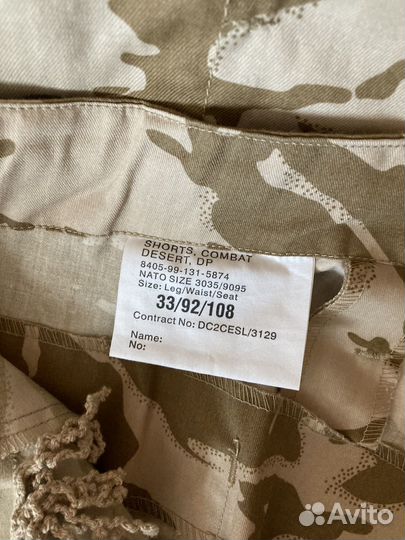 SHORTS, COMBAT
DESERT, DP
8405-99-131-5874
NATO SIZE 3035/9095
Size: Leg/Waist/Seat
33/92/108
Contract No: DC2CESL/3129
Name:
No:
Avito